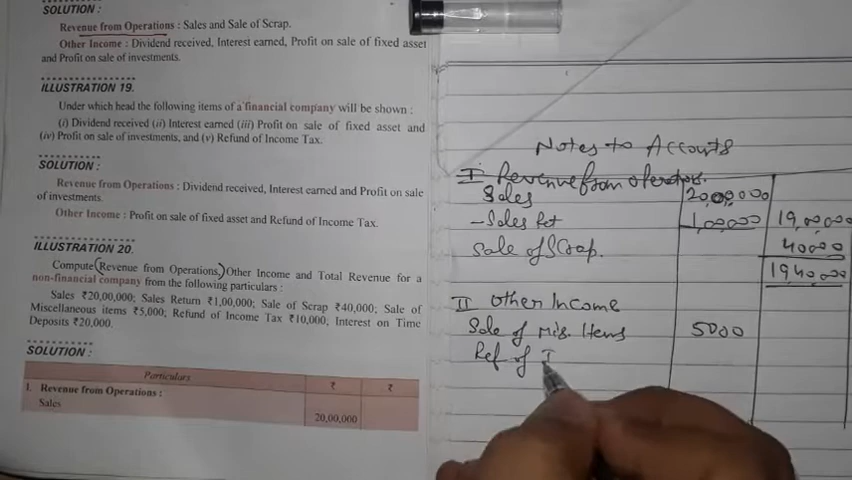 SOLUTION:
Revenue from Operations : Sales and Sale of Scrap.
Other Income : Dividend received, Interest earned, Profit on sale of fixed asset
and Profit on sale of investments.
ILLUSTRATION 19.
Under which head the following items of a financial company will be shown :
(i) Dividend received (ii) Interest earned (iii) Profit on sale of fixed asset and
(iv) Profit on sale of investments, and (v) Refund of Income Tax.
SOLUTION:
Revenue from Operations : Dividend received, Interest earned and Profit on sale
of investments.
Other Income : Profit on sale of fixed asset and Refund of Income Tax.
ILLUSTRATION 20.
Compute (Revenue from Operations,) Other Income and Total Revenue for a
non-financial company from the following particulars :
Sales ₹20,00,000; Sales Return ₹1,00,000; Sale of Scrap ₹40,000; Sale of
Miscellaneous items ₹5,000; Refund of Income Tax ₹10,000; Interest on Time
Deposits ₹20,000.
SOLUTION:
Particulars ₹ ₹
I. Revenue from Operations :
Sales 20,00,000
Notes to Accounts
I Revenue from
Sales 20,00,000
- Sales Ret 1,00,000 19,00,000
Sale of Scrap. 40000
19,40,000
II Other Income
Sale of Mis. Items 5000
Ref of I